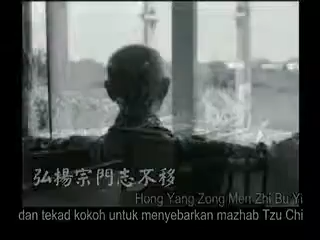 弘楊宗門志不移
Hong Yang Zong Men Zhi Bu Yi
dan tekad kokoh untuk menyebarkan mazhab Tzu Chi